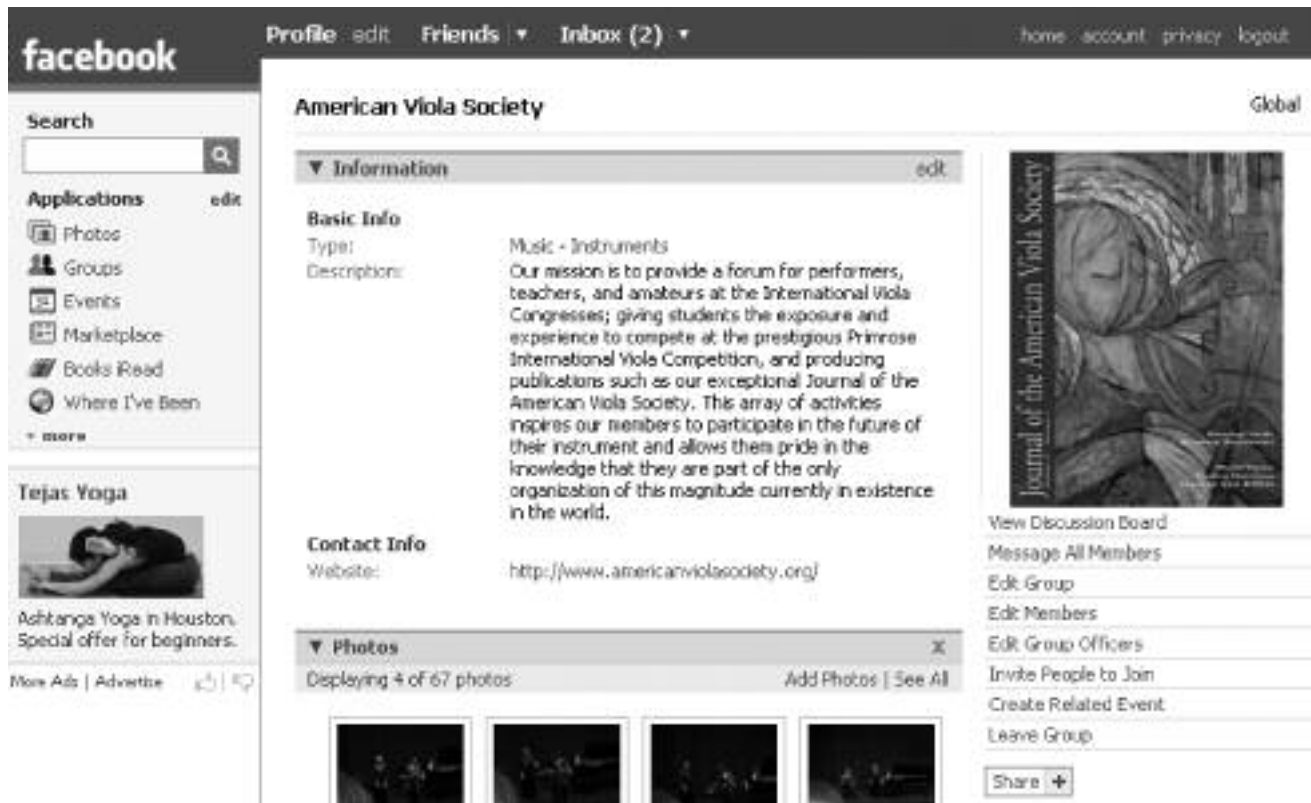 facebook
Profile edit Friends ▼ Inbox (2) ▼
home account privacy logout
Search
Applications edit
Photos
Groups
Events
Marketplace
Books iRead
Where I've Been
+ more
Tejas Yoga
Ashtanga Yoga in Houston.
Special offer for beginners.
More Ads | Advertise
American Viola Society
Global
▼ Information edit
Basic Info
Type: Music - Instruments
Description: Our mission is to provide a forum for performers,
teachers, and amateurs at the International Viola
Congresses; giving students the exposure and
experience to compete at the prestigious Primrose
International Viola Competition, and producing
publications such as our exceptional Journal of the
American Viola Society. This array of activities
inspires our members to participate in the future of
their instrument and allows them pride in the
knowledge that they are part of the only
organization of this magnitude currently in existence
in the world.
Contact Info
Website: http://www.americanviolasociety.org/
▼ Photos x
Displaying 4 of 67 photos Add Photos | See All
Journal of the American Viola Society
View Discussion Board
Message All Members
Edit Group
Edit Members
Edit Group Officers
Invite People to Join
Create Related Event
Leave Group
Share +